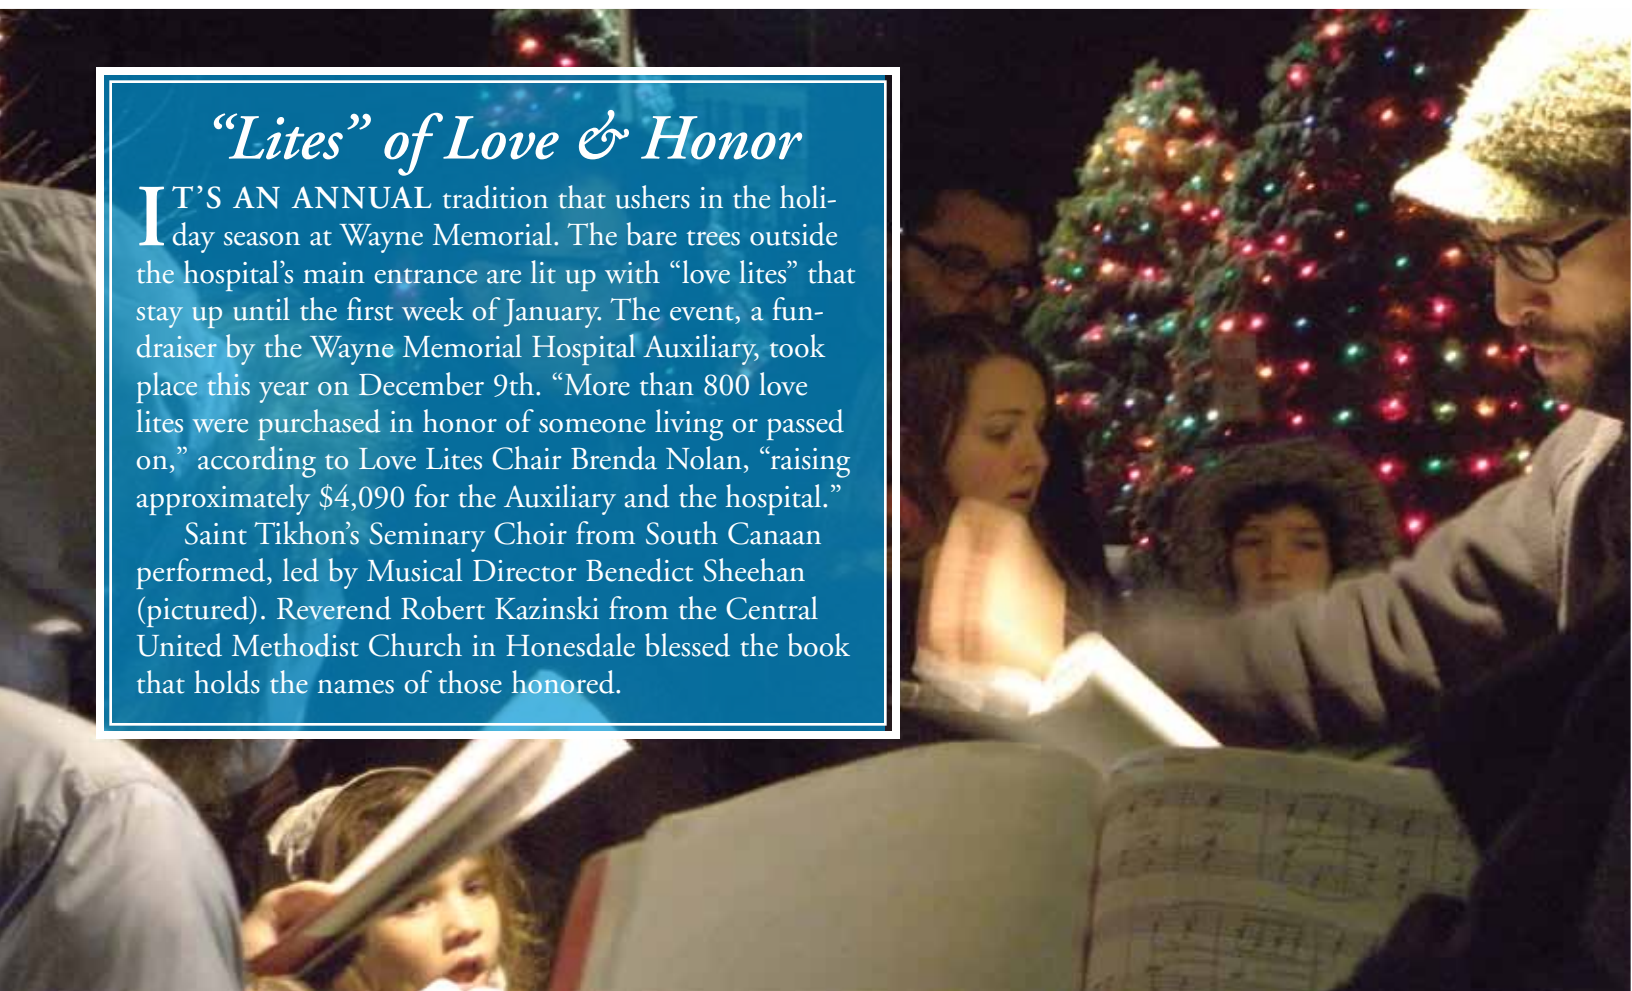 “Lites” of Love & Honor
IT’S AN ANNUAL tradition that ushers in the holi-
day season at Wayne Memorial. The bare trees outside
the hospital’s main entrance are lit up with “love lites” that
stay up until the first week of January. The event, a fun-
draiser by the Wayne Memorial Hospital Auxiliary, took
place this year on December 9th. “More than 800 love
lites were purchased in honor of someone living or passed
on,” according to Love Lites Chair Brenda Nolan, “raising
approximately $4,090 for the Auxiliary and the hospital.”
Saint Tikhon’s Seminary Choir from South Canaan
performed, led by Musical Director Benedict Sheehan
(pictured). Reverend Robert Kazinski from the Central
United Methodist Church in Honesdale blessed the book
that holds the names of those honored.